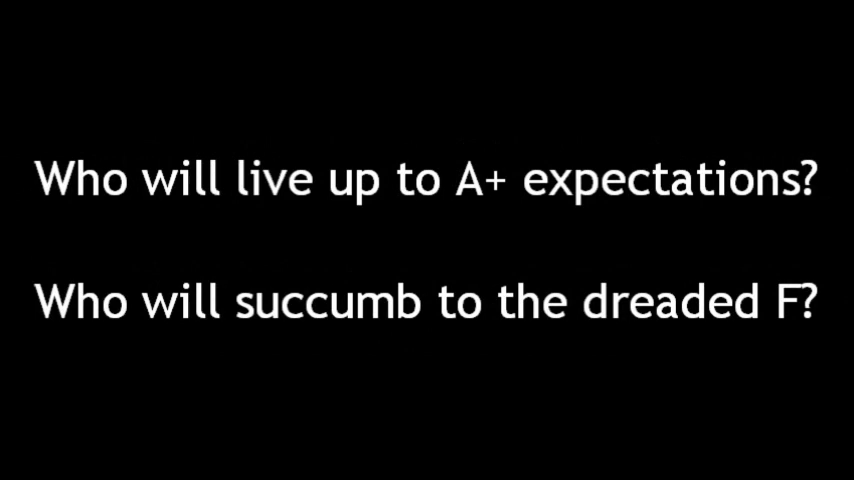 Who will live up to A+ expectations?
Who will succumb to the dreaded F?